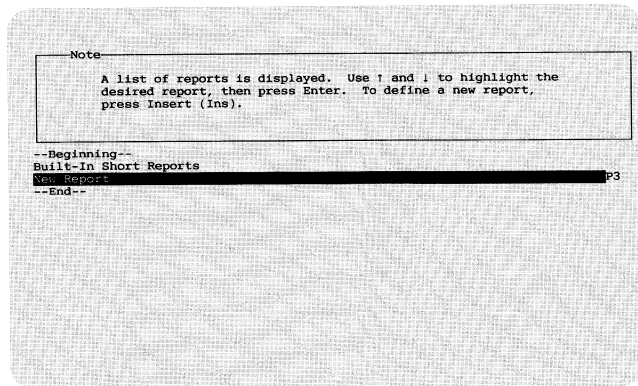 Note
A list of reports is displayed. Use ↑ and ↓ to highlight the
desired report, then press Enter. To define a new report,
press Insert (Ins).
--Beginning--
Built-In Short Reports
New Report P3
--End--